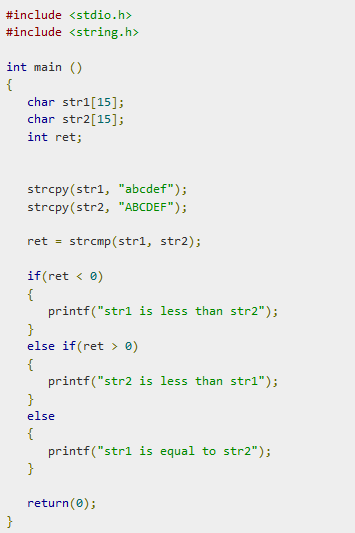 #include <stdio.h>
#include <string.h>

int main ()
{
   char str1[15];
   char str2[15];
   int ret;


   strcpy(str1, "abcdef");
   strcpy(str2, "ABCDEF");

   ret = strcmp(str1, str2);

   if(ret < 0)
   {
      printf("str1 is less than str2");
   }
   else if(ret > 0)
   {
      printf("str2 is less than str1");
   }
   else
   {
      printf("str1 is equal to str2");
   }

   return(0);
}